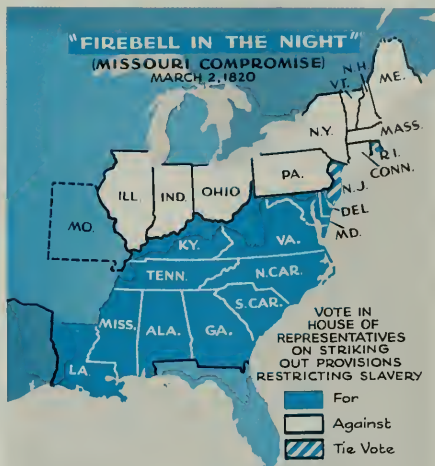 "FIREBELL IN THE NIGHT"
(MISSOURI COMPROMISE)
MARCH 2, 1820
N.H.
VT.
ME.
N.Y.
MASS.
R.I.
CONN.
PA.
N.J.
ILL.
IND.
OHIO
DEL
MD.
MO.
KY.
VA.
TENN.
N.CAR.
S.CAR.
MISS.
ALA.
GA.
LA.
VOTE IN
HOUSE OF
REPRESENTATIVES
ON STRIKING
OUT PROVISIONS
RESTRICTING SLAVERY
For
Against
Tie Vote